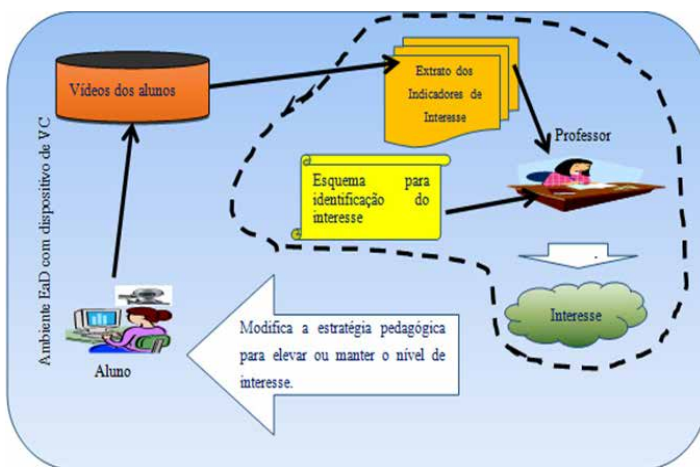 Vídeos dos alunos
Extrato dos
Indicadores de
Interesse
Professor
Esquema para
identificação do
interesse
Interesse
Modifica a estratégia pedagógica
para elevar ou manter o nível de
interesse.
Aluno
Ambiente EaD com dispositivo de VC